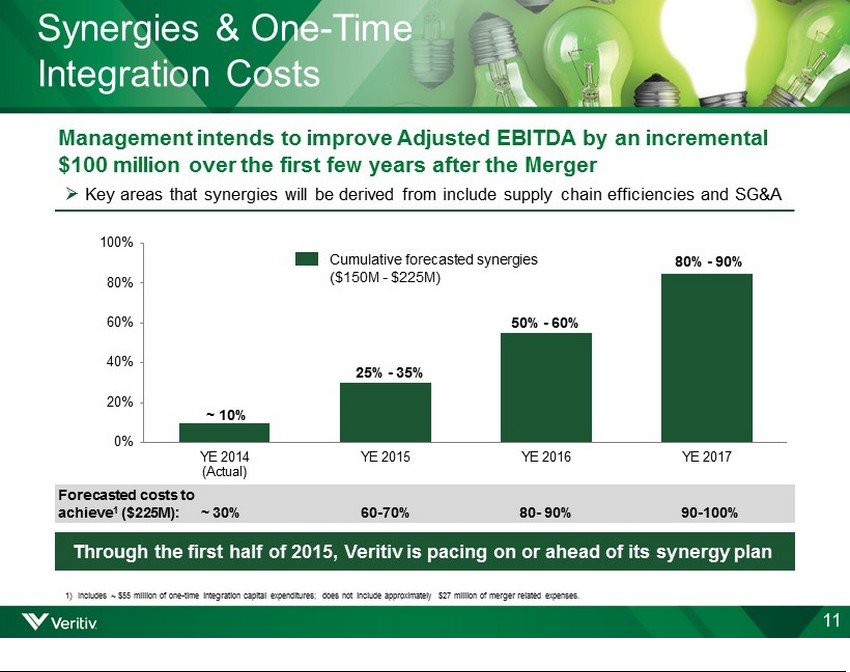 Synergies & One-Time
Integration Costs
Management intends to improve Adjusted EBITDA by an incremental
$100 million over the first few years after the Merger
➢ Key areas that synergies will be derived from include supply chain efficiencies and SG&A
100%
80%
60%
40%
20%
0%
Cumulative forecasted synergies
($150M - $225M)
~ 10%
25% - 35%
50% - 60%
80% - 90%
YE 2014
(Actual)
YE 2015
YE 2016
YE 2017
Forecasted costs to
achieve¹ ($225M): ~ 30% 60-70% 80- 90% 90-100%
Through the first half of 2015, Veritiv is pacing on or ahead of its synergy plan
1) Includes ~ $55 million of one-time integration capital expenditures; does not include approximately $27 million of merger related expenses.
Veritiv
11